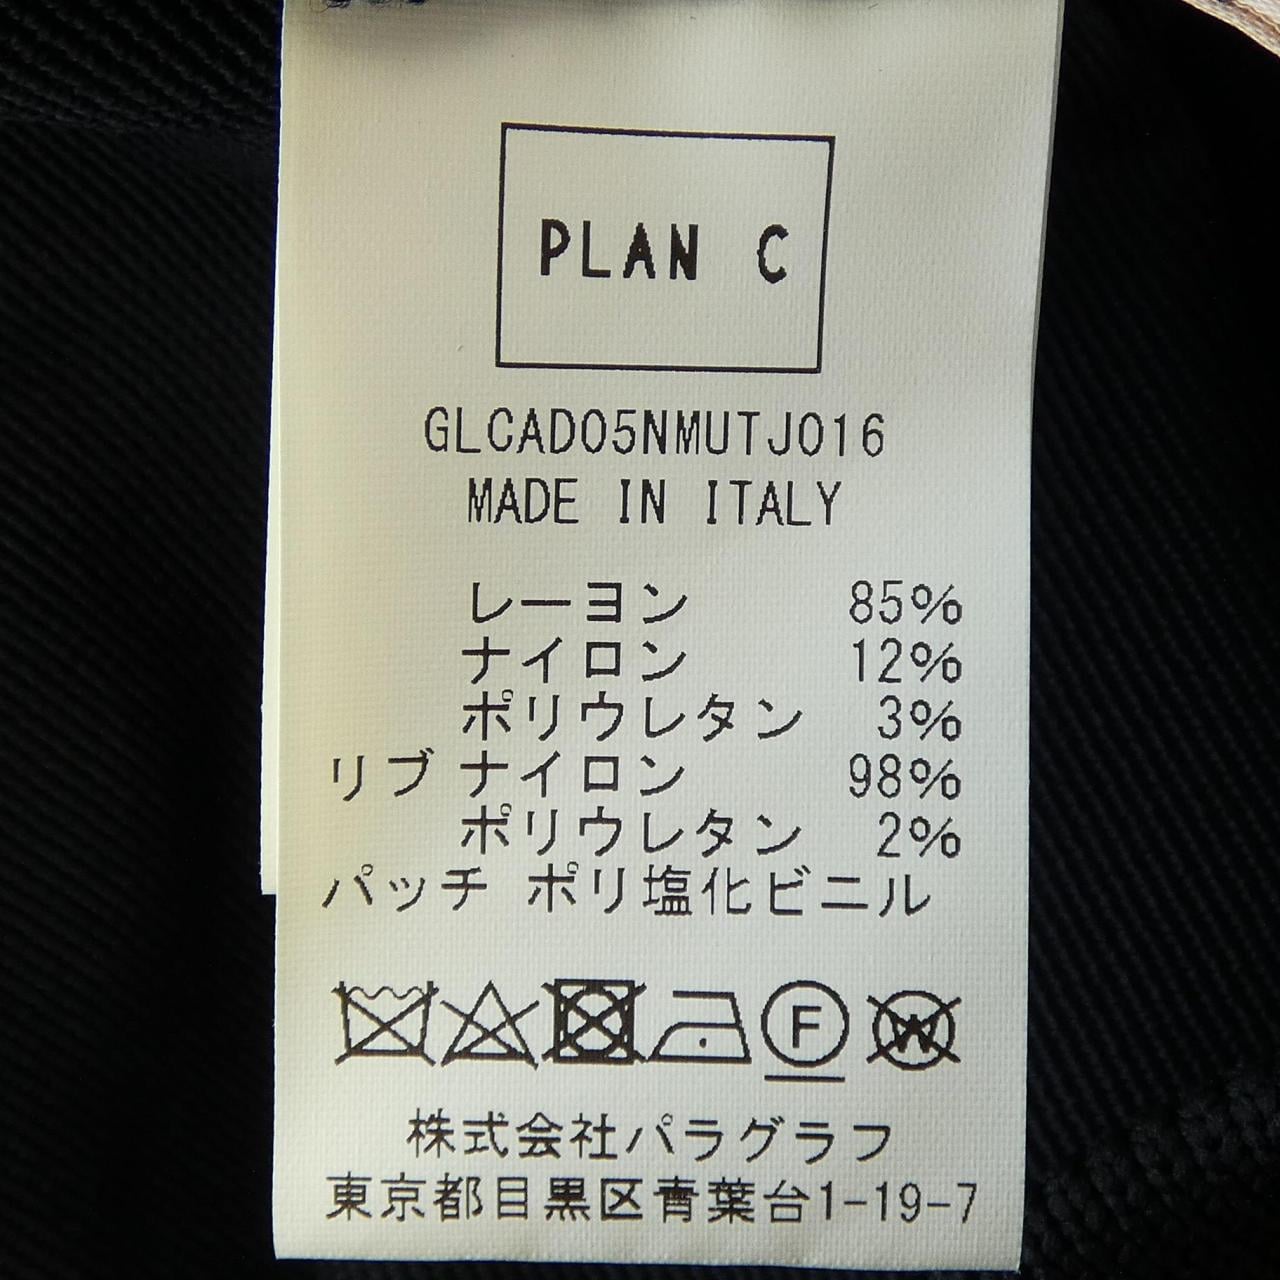 PLAN C
GLCAD05NMUTJ016
MADE IN ITALY
レーヨン 85%
ナイロン 12%
ポリウレタン 3%
リブ ナイロン 98%
ポリウレタン 2%
パッチ ポリ塩化ビニル
F W
株式会社パラグラフ
東京都目黒区青葉台1-19-7